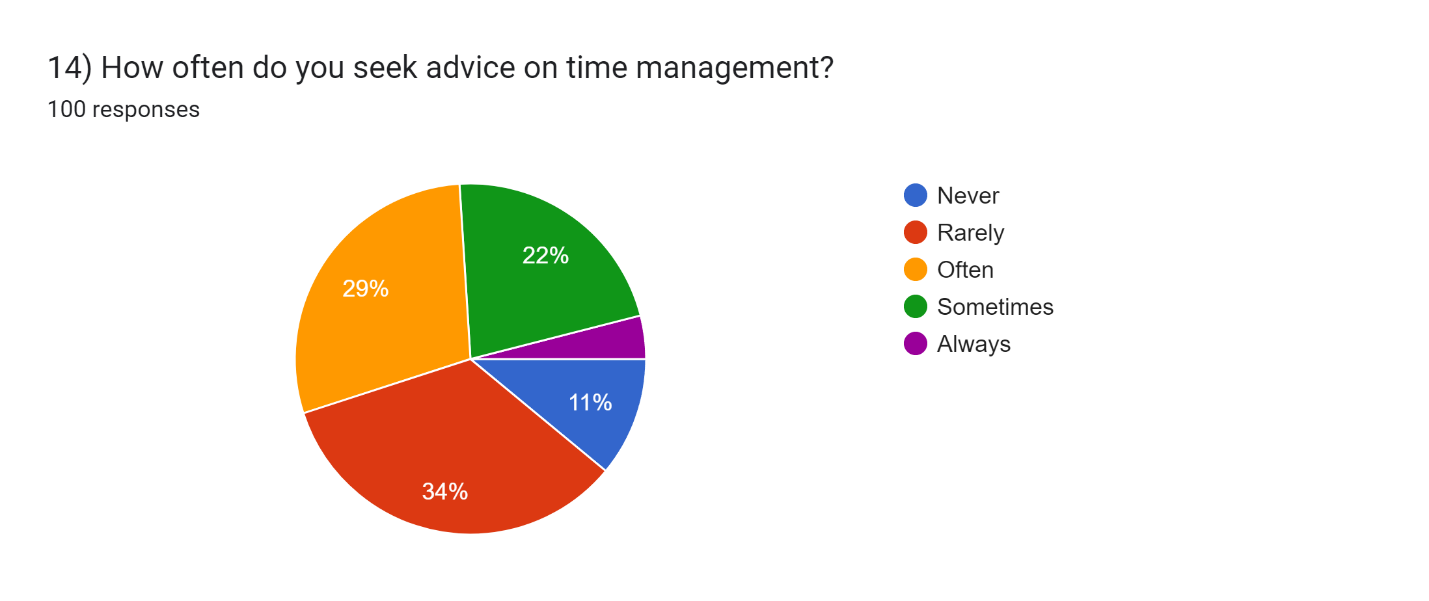 14) How often do you seek advice on time management?
100 responses
22%
29%
11%
34%
Never
Rarely
Often
Sometimes
Always